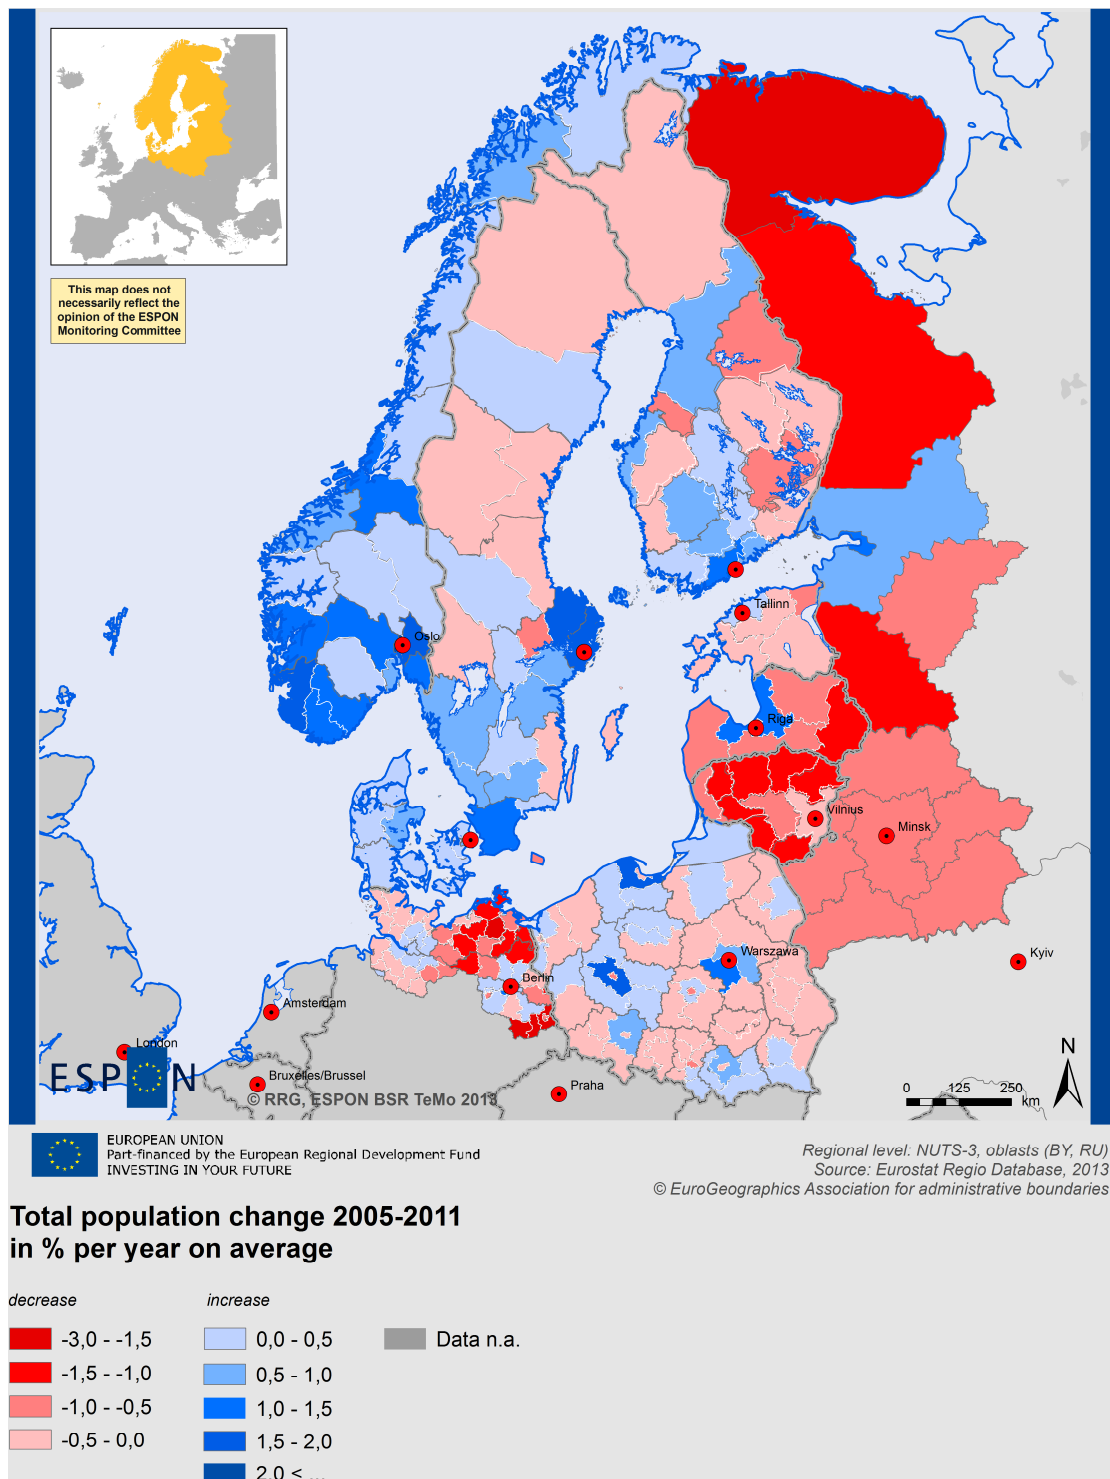 This map does not
necessarily reflect the
opinion of the ESPON
Monitoring Committee
Oslo
Tallinn
Riga
Vilnius
Minsk
Warszawa
Kyiv
Berlin
Amsterdam
London
Bruxelles/Brussel
Praha
ESPON
© RRG, ESPON BSR TeMo 2013
N
0 125 250
km
EUROPEAN UNION
Part-financed by the European Regional Development Fund
INVESTING IN YOUR FUTURE
Regional level: NUTS-3, oblasts (BY, RU)
Source: Eurostat Regio Database, 2013
© EuroGeographics Association for administrative boundaries
Total population change 2005-2011
in % per year on average
decrease
-3,0 - -1,5
-1,5 - -1,0
-1,0 - -0,5
-0,5 - 0,0
increase
0,0 - 0,5
0,5 - 1,0
1,0 - 1,5
1,5 - 2,0
2,0 < ...
Data n.a.